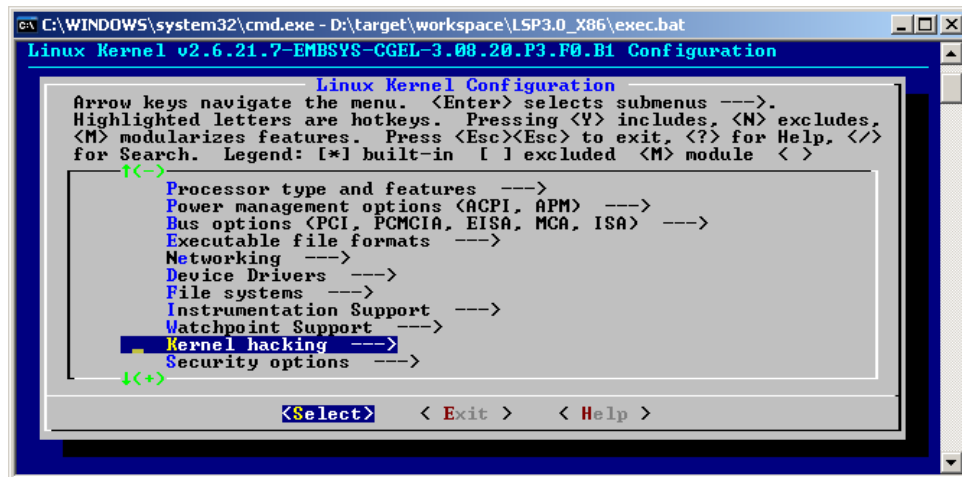 C:\WINDOWS\system32\cmd.exe - D:\target\workspace\LSP3.0_X86\exec.bat
Linux Kernel v2.6.21.7-EMBSYS-CGEL-3.08.20.P3.F0.B1 Configuration
Linux Kernel Configuration
Arrow keys navigate the menu.  <Enter> selects submenus --->.
Highlighted letters are hotkeys.  Pressing <Y> includes, <N> excludes,
<M> modularizes features.  Press <Esc><Esc> to exit, <?> for Help, </>
for Search.  Legend: [*] built-in  [ ] excluded  <M> module  < >
↑(-)
Processor type and features  --->
Power management options (ACPI, APM)  --->
Bus options (PCI, PCMCIA, EISA, MCA, ISA)  --->
Executable file formats  --->
Networking  --->
Device Drivers  --->
File systems  --->
Instrumentation Support  --->
Watchpoint Support  --->
Kernel hacking  --->
Security options  --->
↓(+)
<Select>    < Exit >    < Help >